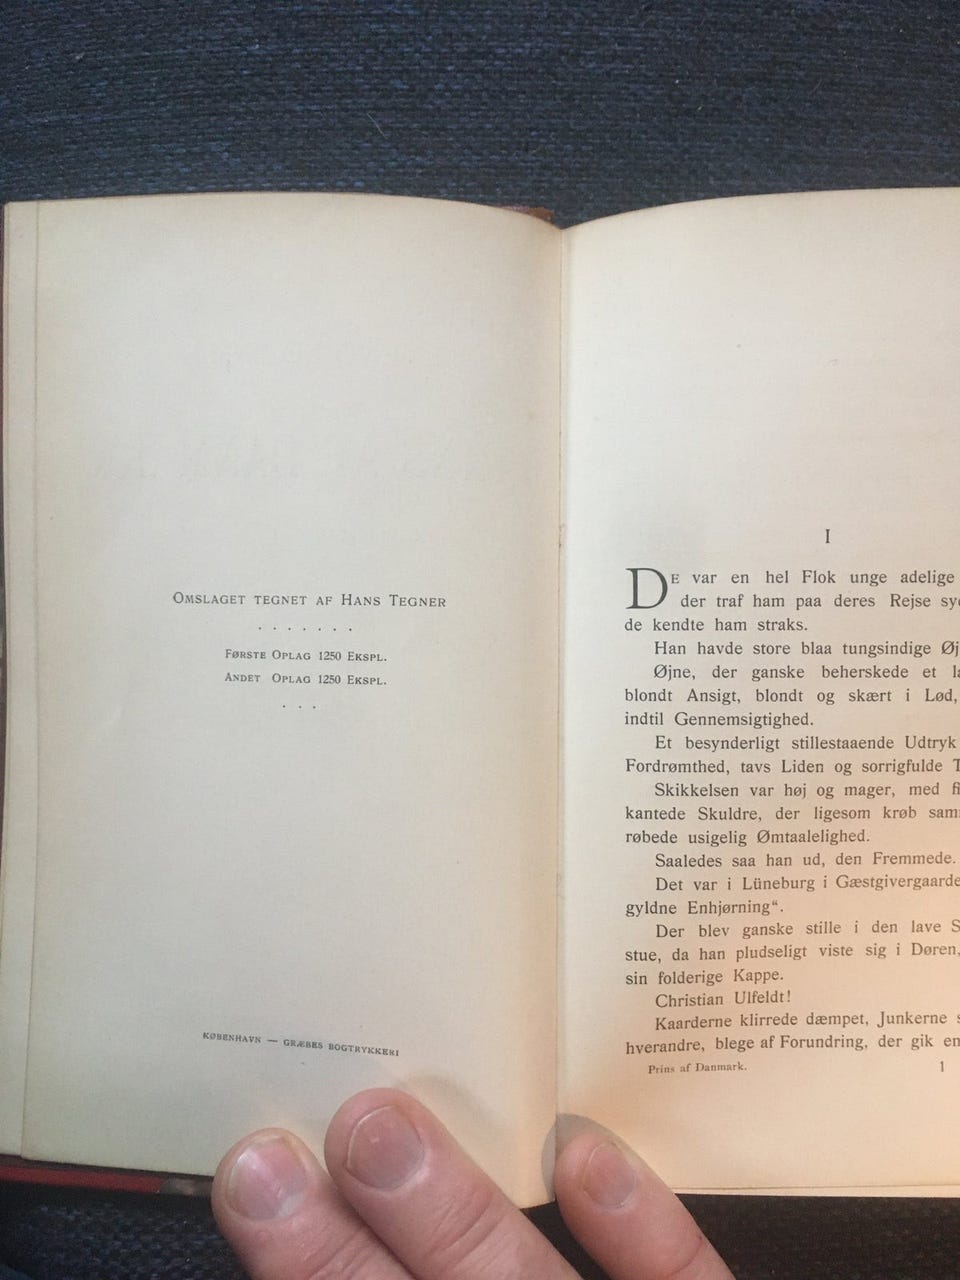 OMSLAGET TEGNET AF HANS TEGNER
. . . . . . .
FØRSTE OPLAG 1250 EKSPL.
ANDET OPLAG 1250 EKSPL.
. . .
KØBENHAVN — GRÆBES BOGTRYKKERI
I
DE var en hel Flok unge adelige
der traf ham paa deres Rejse
de kendte ham straks.
Han havde store blaa tungsindige
Øjne, der ganske beherskede et
blondt Ansigt, blondt og skært i Lød,
indtil Gennemsigtighed.
Et besynderligt stillestaaende Udtryk
Fordrømthed, tavs Liden og sorrigfulde
Skikkelsen var høj og mager, med
kantede Skuldre, der ligesom krøb
røbede usigelig Ømtaalelighed.
Saaledes saa han ud, den Fremmede.
Det var i Lüneburg i Gæstgivergaarde
gyldne Enhjørning“.
Der blev ganske stille i den lave
stue, da han pludseligt viste sig i Døren,
sin folderige Kappe.
Christian Ulfeldt!
Kaarderne klirrede dæmpet, Junkerne
hverandre, blege af Forundring, der gik
Prins af Danmark. 1